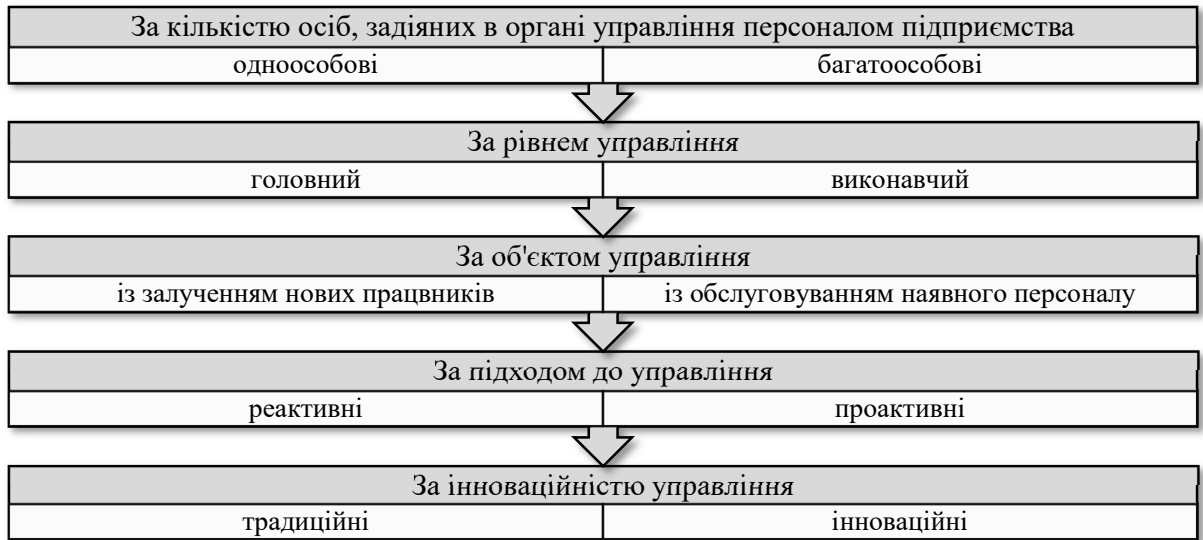 За кількістю осіб, задіяних в органі управління персоналом підприємства
одноособові
багатоособові
За рівнем управління
головний
виконавчий
За об'єктом управління
із залученням нових працвників
із обслуговуванням наявного персоналу
За підходом до управління
реактивні
проактивні
За інноваційністю управління
традиційні
інноваційні